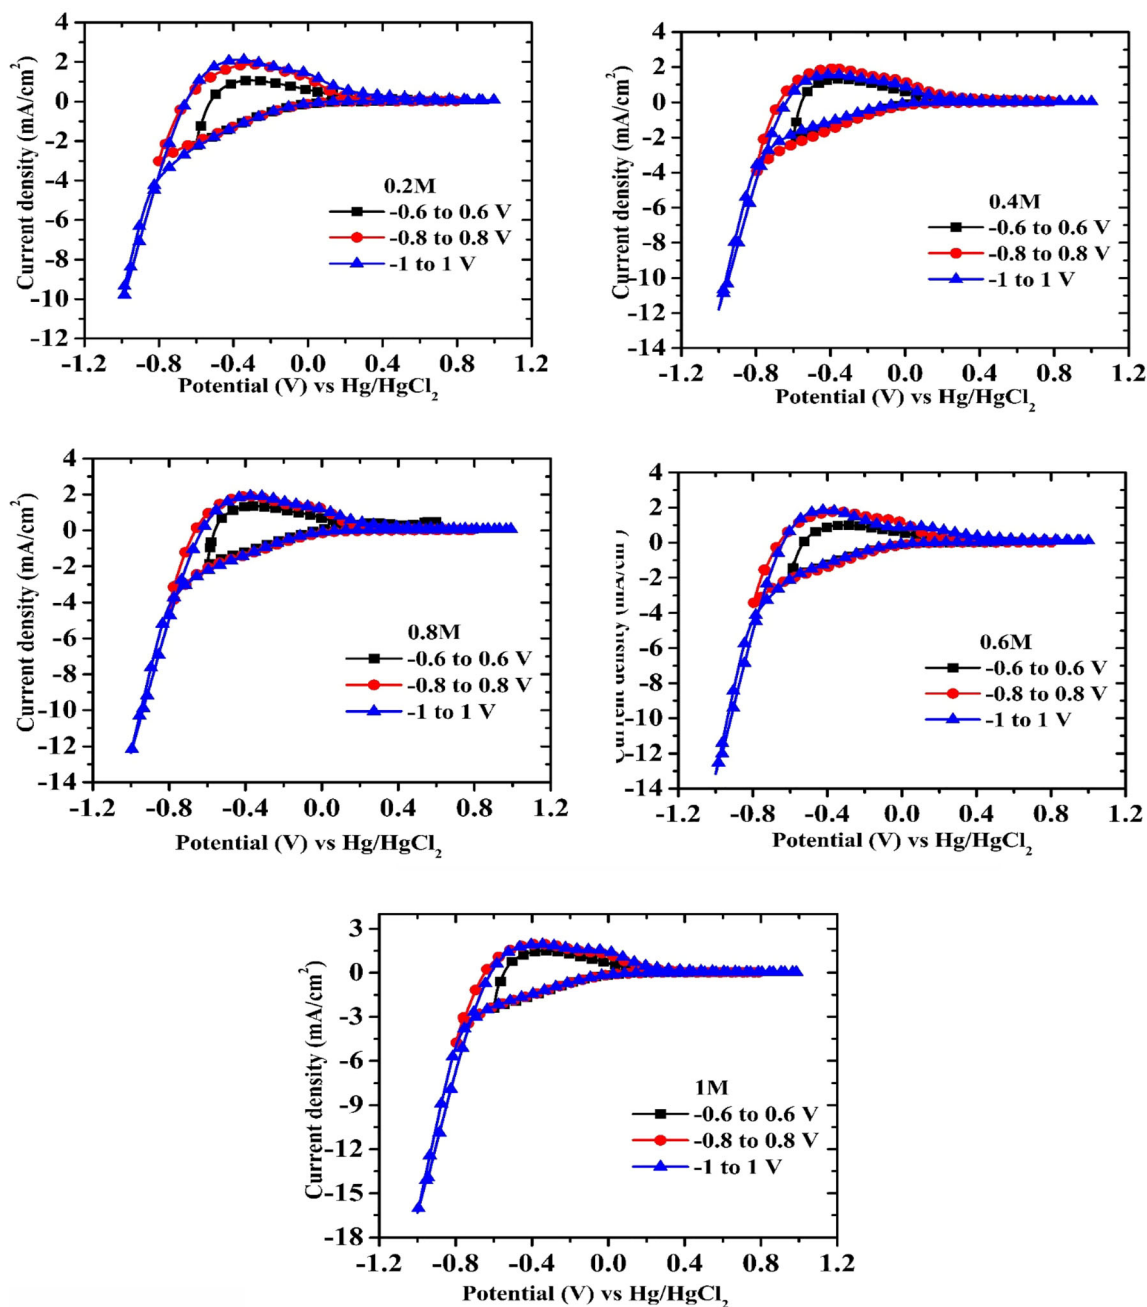 4
2
0
-2
-4
-6
-8
-10
-12
Current density (mA/cm²)
0.2M
-0.6 to 0.6 V
-0.8 to 0.8 V
-1 to 1 V
-1.2 -0.8 -0.4 0.0 0.4 0.8 1.2
Potential (V) vs Hg/HgCl₂
4
2
0
-2
-4
-6
-8
-10
-12
-14
Current density (mA/cm²)
0.4M
-0.6 to 0.6 V
-0.8 to 0.8 V
-1 to 1 V
-1.2 -0.8 -0.4 0.0 0.4 0.8 1.2
Potential (V) vs Hg/HgCl₂
4
2
0
-2
-4
-6
-8
-10
-12
-14
Current density (mA/cm²)
0.8M
-0.6 to 0.6 V
-0.8 to 0.8 V
-1 to 1 V
-1.2 -0.8 -0.4 0.0 0.4 0.8 1.2
Potential (V) vs Hg/HgCl₂
4
2
0
-2
-4
-6
-8
-10
-12
-14
Current density (mA/cm²)
0.6M
-0.6 to 0.6 V
-0.8 to 0.8 V
-1 to 1 V
-1.2 -0.8 -0.4 0.0 0.4 0.8 1.2
Potential (V) vs Hg/HgCl₂
3
0
-3
-6
-9
-12
-15
-18
Current density (mA/cm²)
1M
-0.6 to 0.6 V
-0.8 to 0.8 V
-1 to 1 V
-1.2 -0.8 -0.4 0.0 0.4 0.8 1.2
Potential (V) vs Hg/HgCl₂